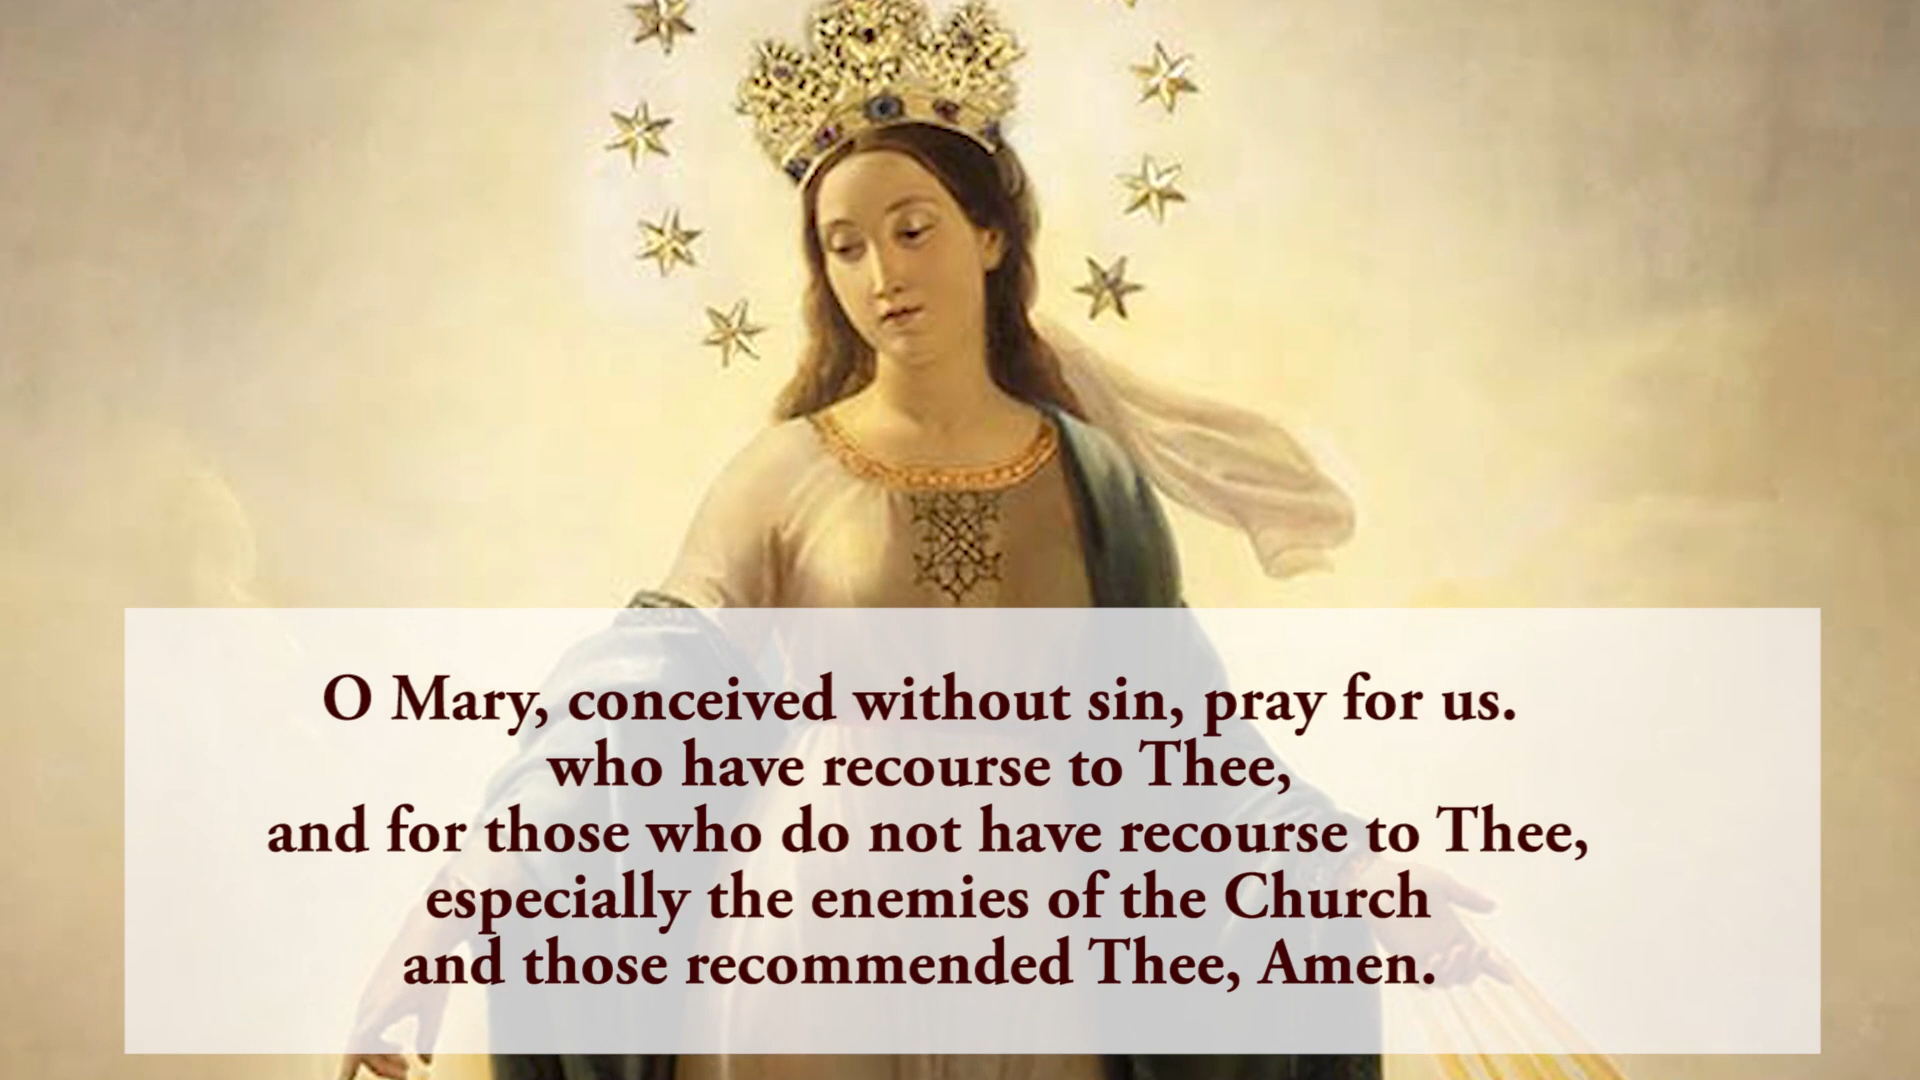 O Mary, conceived without sin, pray for us.
who have recourse to Thee,
and for those who do not have recourse to Thee,
especially the enemies of the Church
and those recommended Thee, Amen.